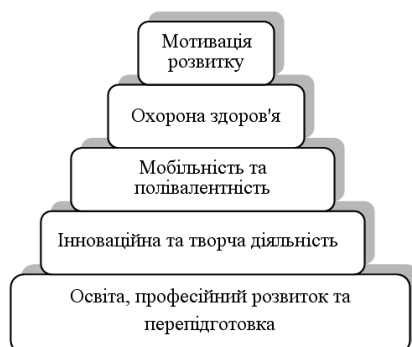 Мотивація
розвитку
Охорона здоров'я
Мобільність та
полівалентність
Інноваційна та творча діяльність
Освіта, професійний розвиток та
перепідготовка